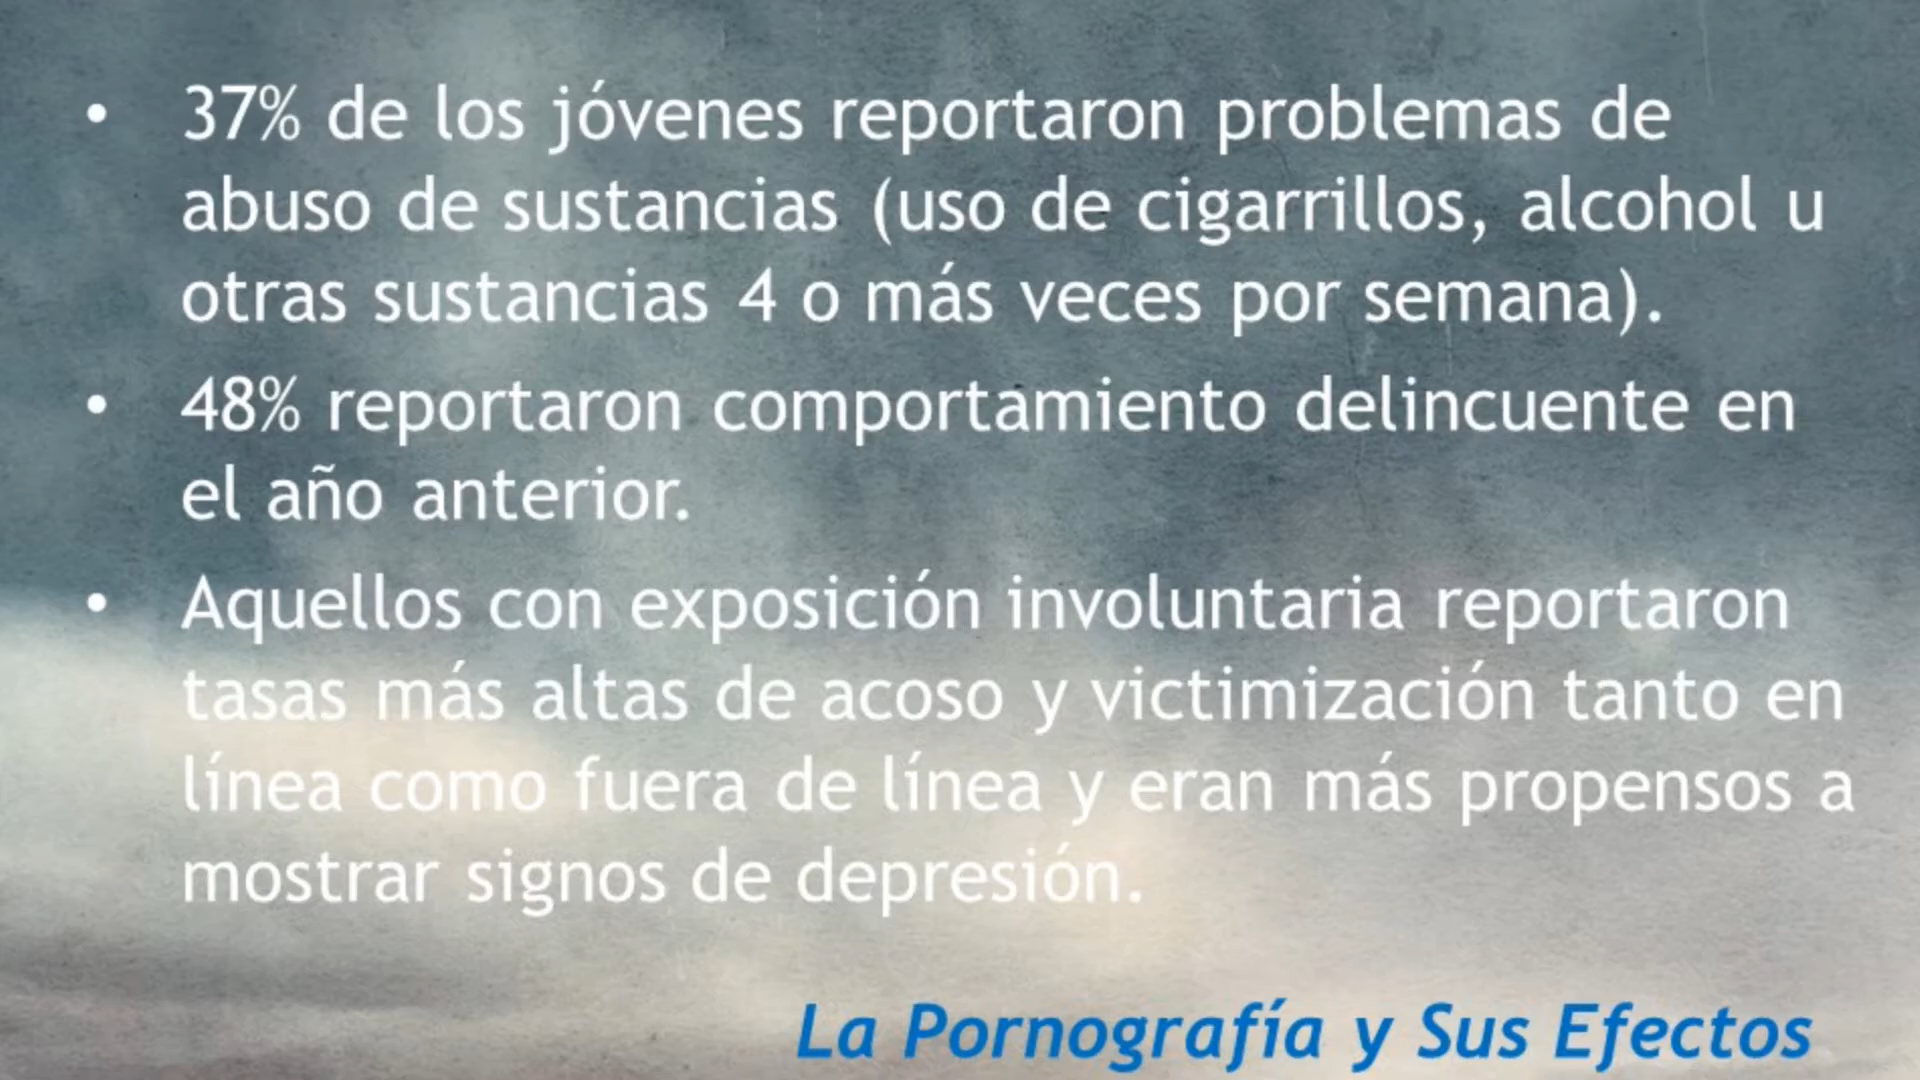 • 37% de los jóvenes reportaron problemas de
abuso de sustancias (uso de cigarrillos, alcohol u
otras sustancias 4 o más veces por semana).
• 48% reportaron comportamiento delincuente en
el año anterior.
• Aquellos con exposición involuntaria reportaron
tasas más altas de acoso y victimización tanto en
línea como fuera de línea y eran más propensos a
mostrar signos de depresión.
La Pornografía y Sus Efectos